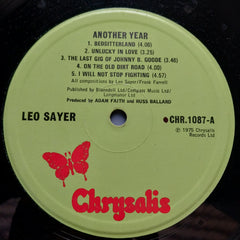 ANOTHER YEAR
1. BEDSITTERLAND (4.00)
2. UNLUCKY IN LOVE (3.25)
3. THE LAST GIG OF JOHNNY B. GOODE (3.46)
4. ON THE OLD DIRT ROAD (4.05)
5. I WILL NOT STOP FIGHTING (4.57)
All compositions by Leo Sayer/Frank Farrell
Published by Blandell Ltd/Compass Music Ltd/
Longmanor Ltd
Produced by ADAM FAITH and RUSS BALLARD
LEO SAYER
CHR.1087-A
℗ 1975 Chrysalis
Records Ltd
Chrysalis